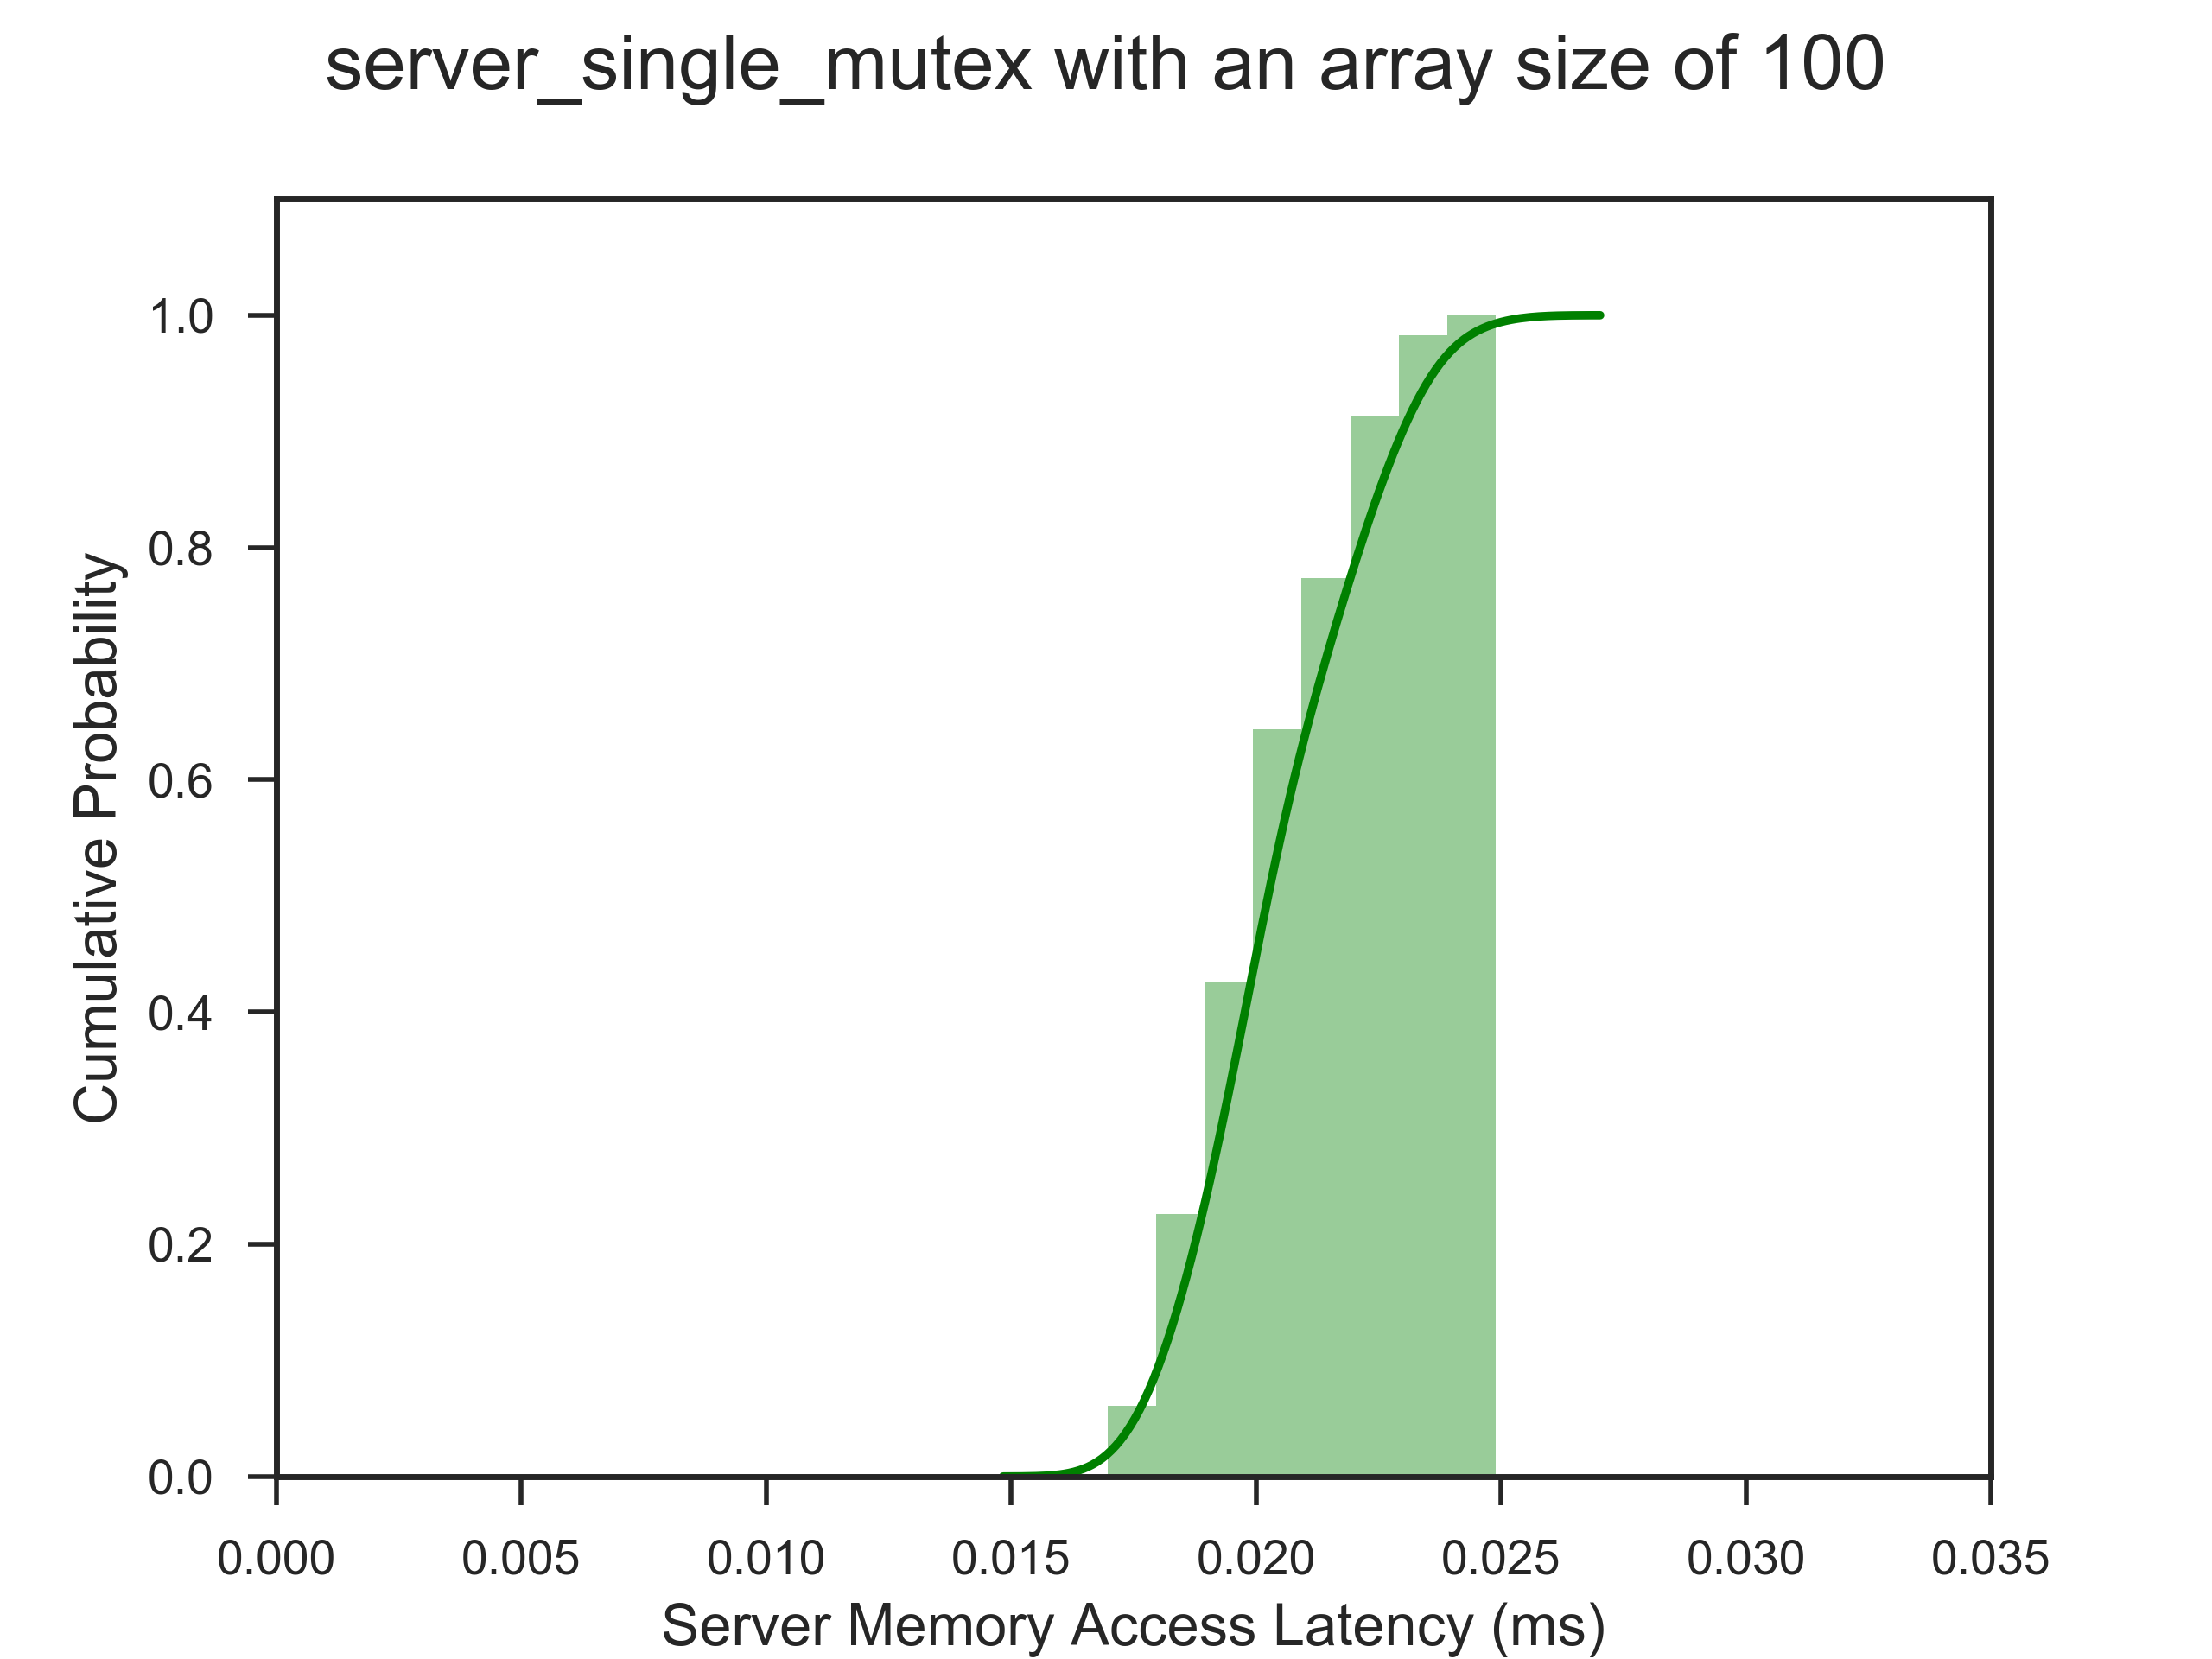 server_single_mutex with an array size of 100
Cumulative Probability
1.0
0.8
0.6
0.4
0.2
0.0
0.000 0.005 0.010 0.015 0.020 0.025 0.030 0.035
Server Memory Access Latency (ms)